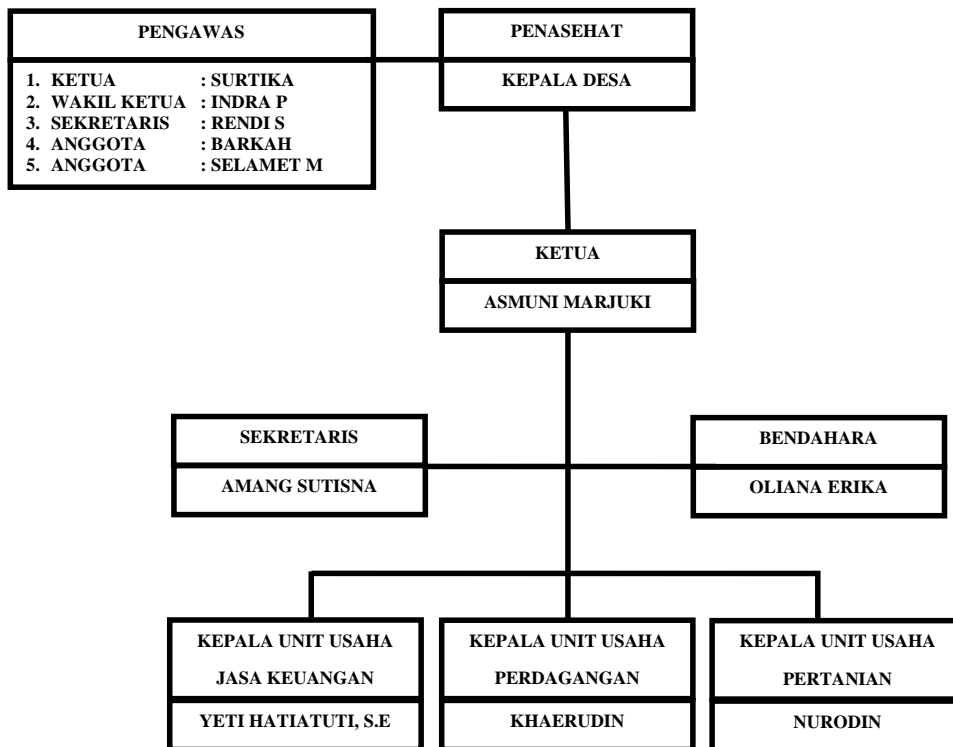 PENGAWAS
1. KETUA : SURTIKA
2. WAKIL KETUA : INDRA P
3. SEKRETARIS : RENDI S
4. ANGGOTA : BARKAH
5. ANGGOTA : SELAMET M
PENASEHAT
KEPALA DESA
KETUA
ASMUNI MARJUKI
SEKRETARIS
AMANG SUTISNA
BENDAHARA
OLIANA ERIKA
KEPALA UNIT USAHA
JASA KEUANGAN
YETI HATIATUTI, S.E
KEPALA UNIT USAHA
PERDAGANGAN
KHAERUDIN
KEPALA UNIT USAHA
PERTANIAN
NURODIN